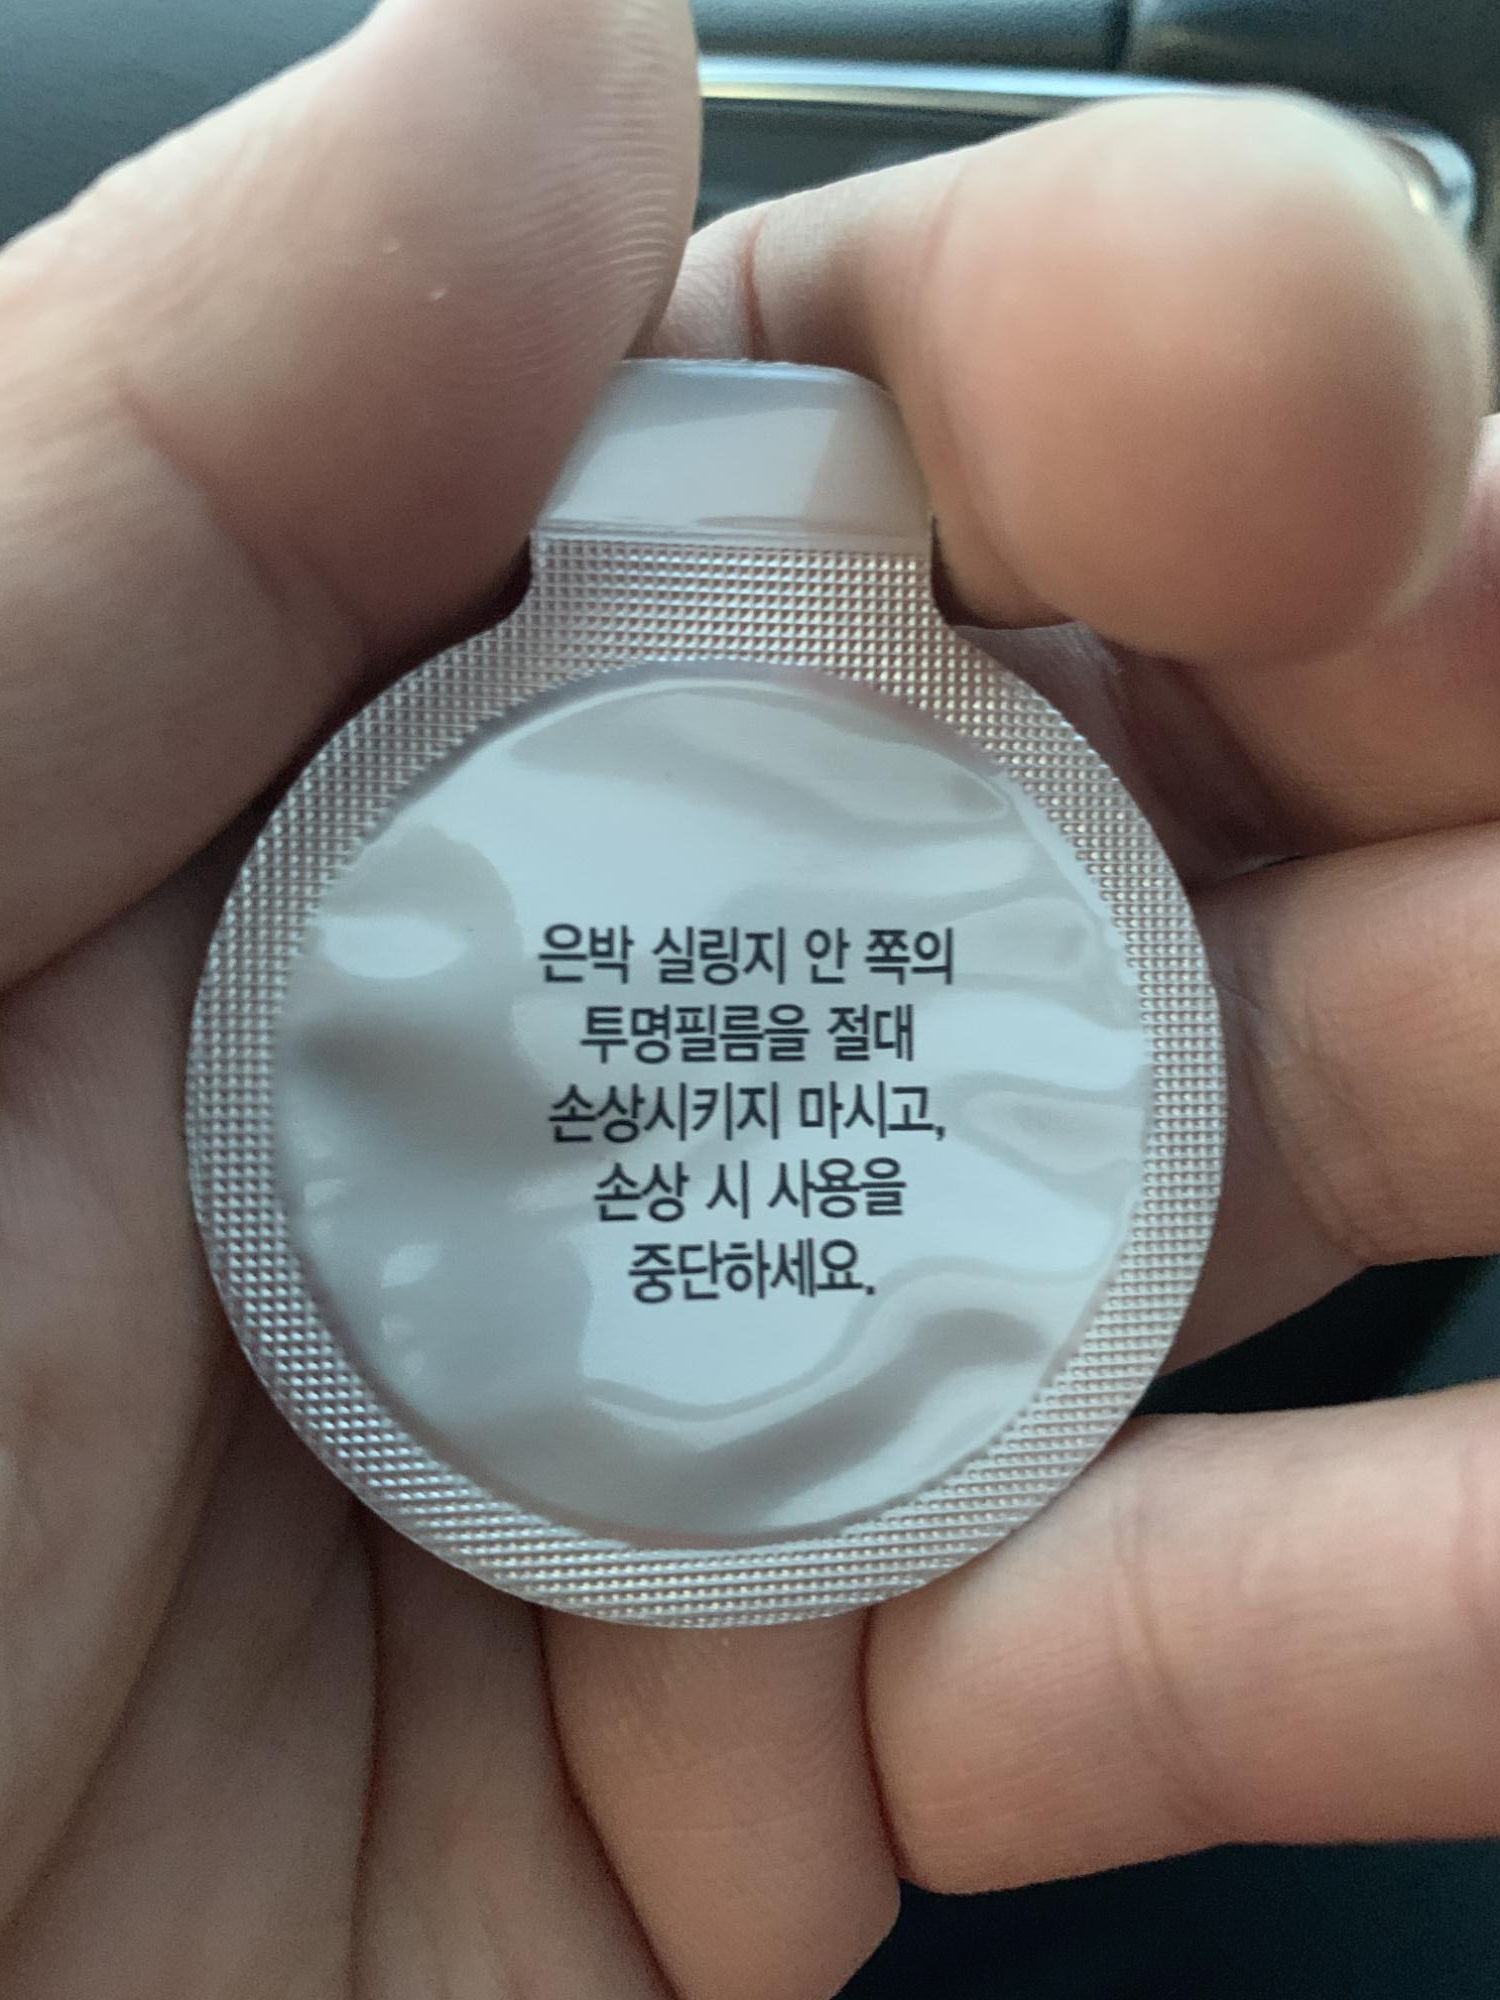 은박 실링지 안 쪽의
투명필름을 절대
손상시키지 마시고,
손상 시 사용을
중단하세요.